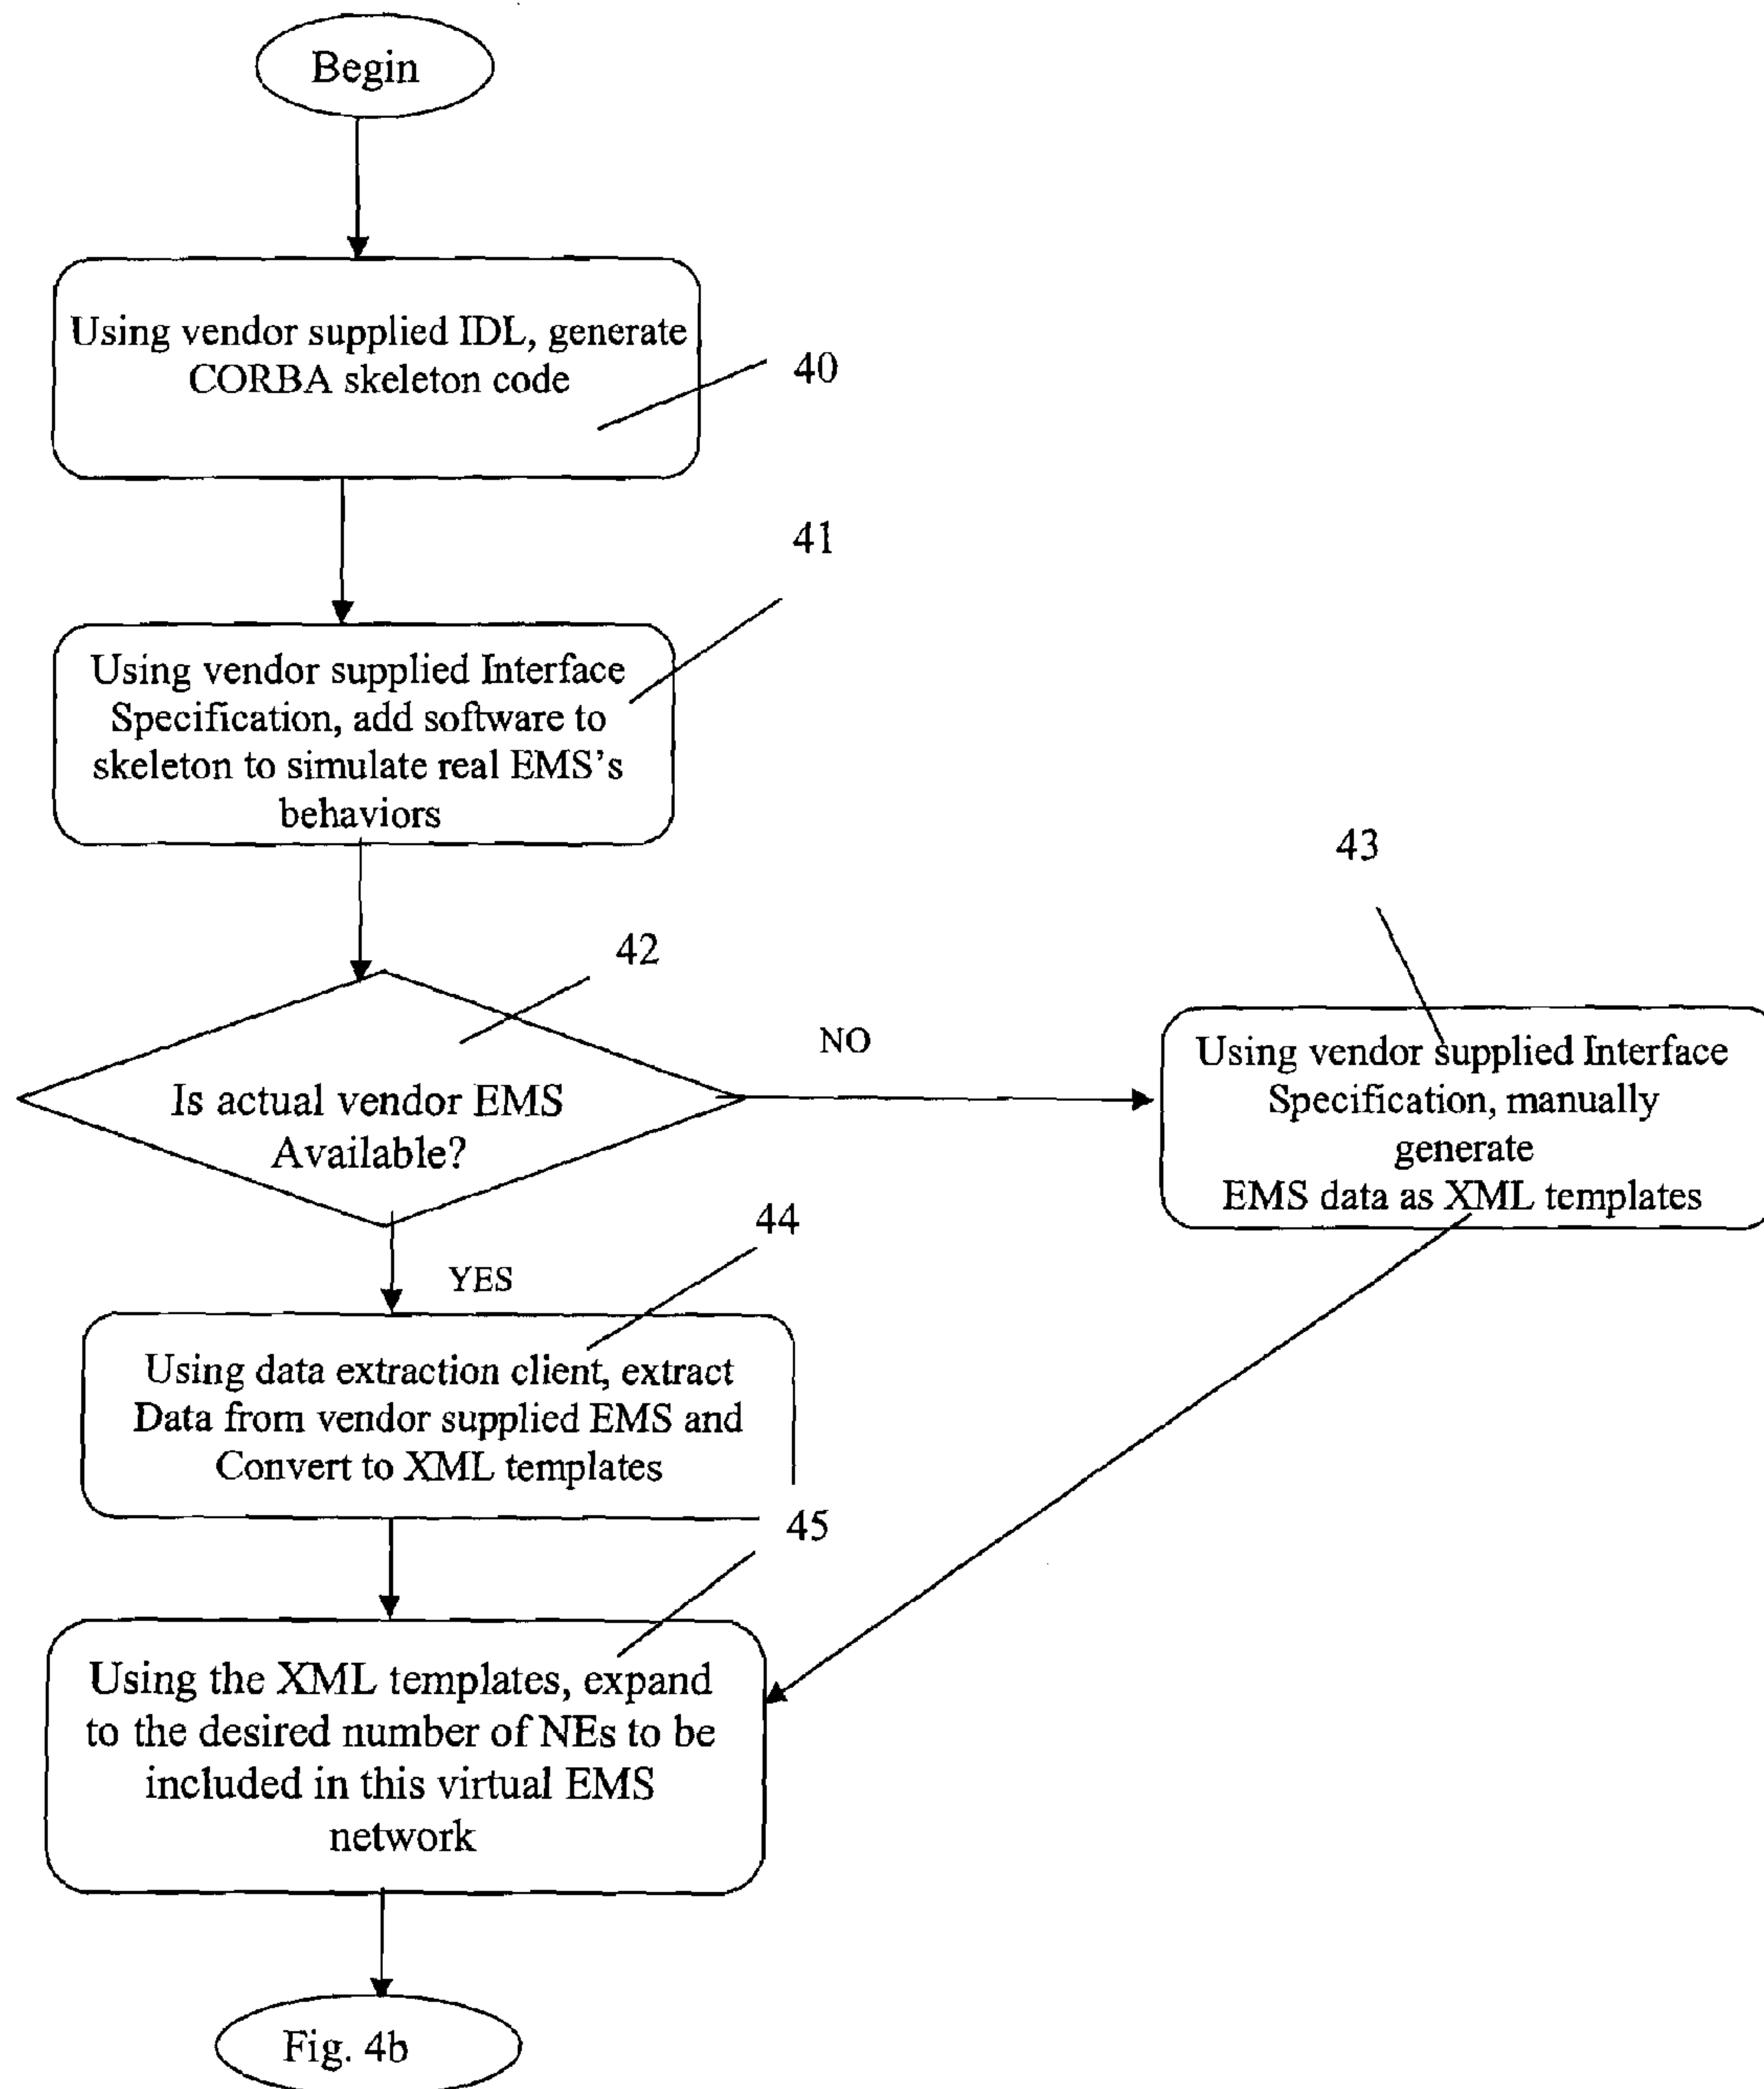 Begin
Using vendor supplied IDL, generate
CORBA skeleton code
40
41
Using vendor supplied Interface
Specification, add software to
skeleton to simulate real EMS's
behaviors
42
Is actual vendor EMS
Available?
NO
43
Using vendor supplied Interface
Specification, manually
generate
EMS data as XML templates
YES
44
Using data extraction client, extract
Data from vendor supplied EMS and
Convert to XML templates
45
Using the XML templates, expand
to the desired number of NEs to be
included in this virtual EMS
network
Fig. 4b